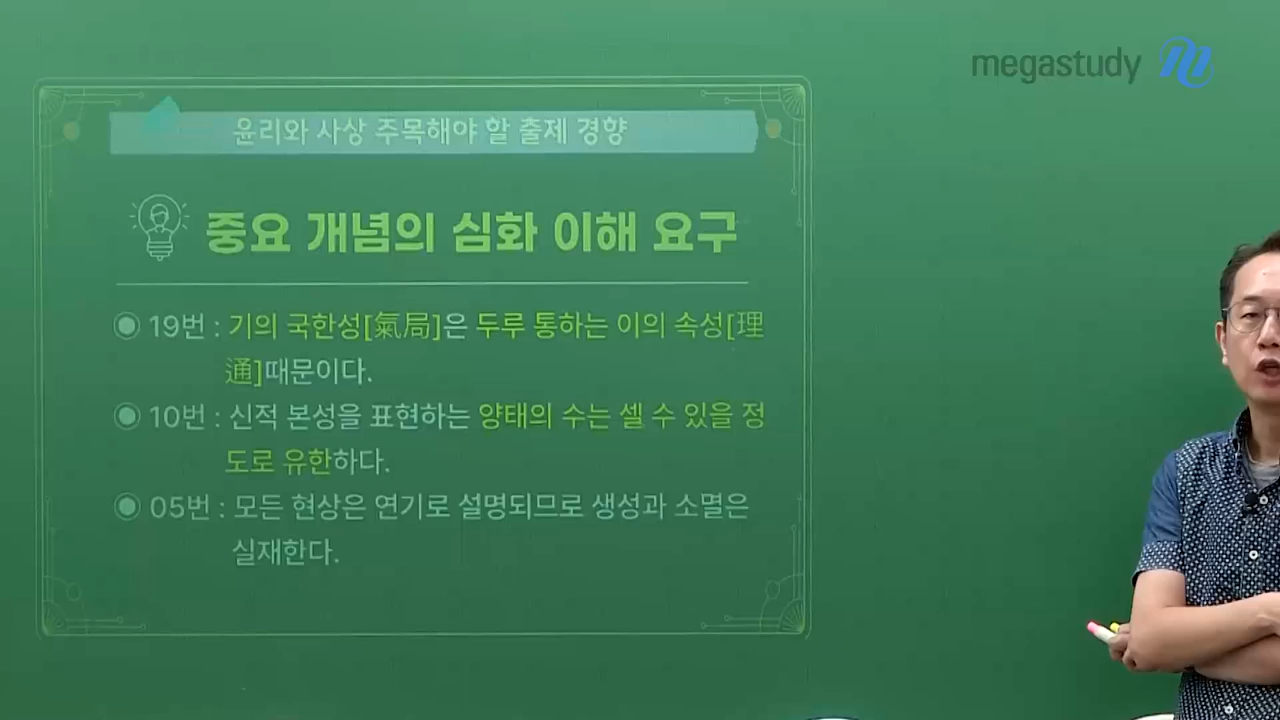 megastudy
윤리와 사상 주목해야 할 출제 경향
중요 개념의 심화 이해 요구
19번 : 기의 국한성[氣局]은 두루 통하는 이의 속성[理
通]때문이다.
10번 : 신적 본성을 표현하는 양태의 수는 셀 수 있을 정
도로 유한하다.
05번 : 모든 현상은 연기로 설명되므로 생성과 소멸은
실재한다.